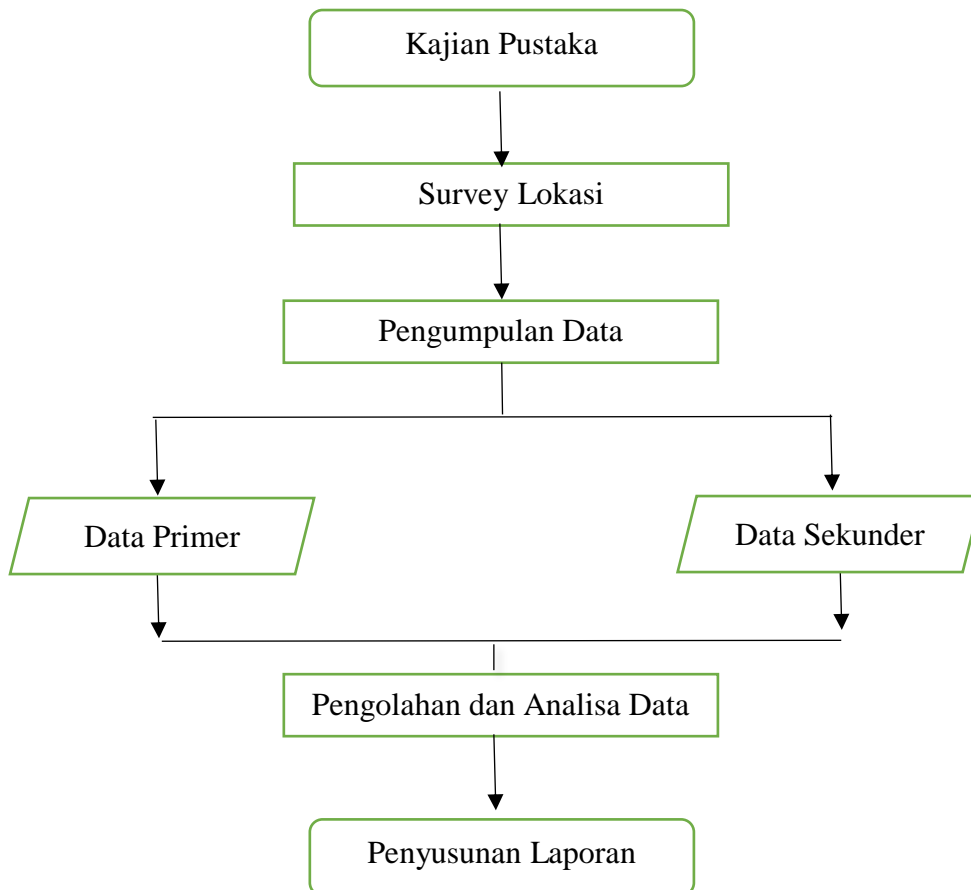 Kajian Pustaka
Survey Lokasi
Pengumpulan Data
Data Primer
Data Sekunder
Pengolahan dan Analisa Data
Penyusunan Laporan